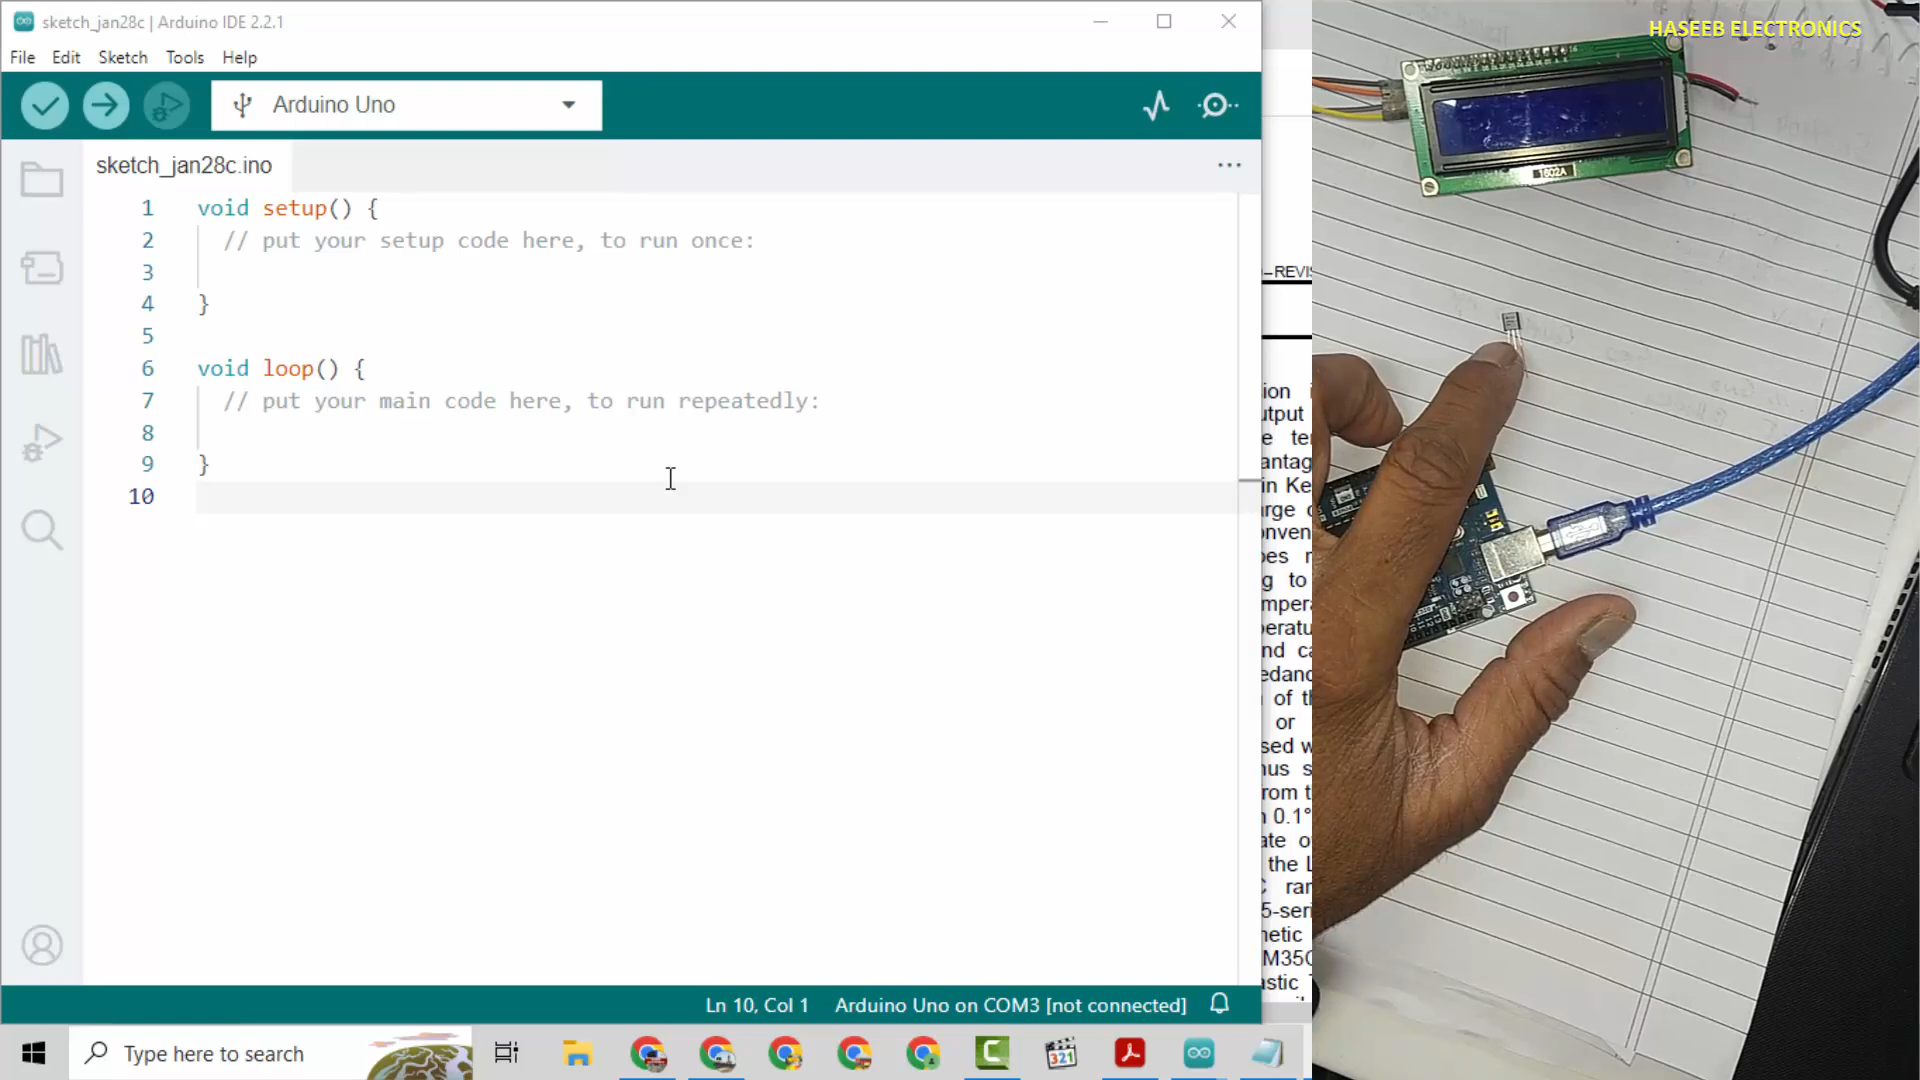 sketch_jan28c | Arduino IDE 2.2.1
File Edit Sketch Tools Help
Arduino Uno
sketch_jan28c.ino
1 void setup() {
2 // put your setup code here, to run once:
3
4 }
5
6 void loop() {
7 // put your main code here, to run repeatedly:
8
9 }
10
Ln 10, Col 1 Arduino Uno on COM3 [not connected]
Type here to search
321
HASEEB ELECTRONICS
1602A
–REVIS